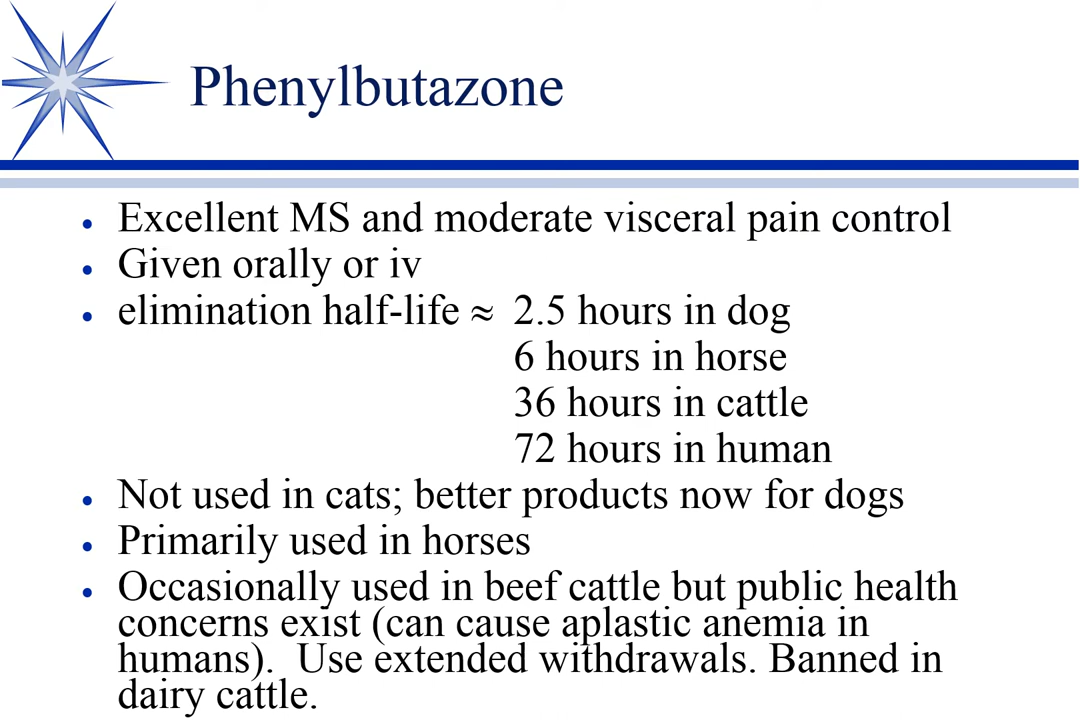 Phenylbutazone
• Excellent MS and moderate visceral pain control
• Given orally or iv
• elimination half-life ≈ 2.5 hours in dog
6 hours in horse
36 hours in cattle
72 hours in human
• Not used in cats; better products now for dogs
• Primarily used in horses
• Occasionally used in beef cattle but public health
concerns exist (can cause aplastic anemia in
humans).  Use extended withdrawals. Banned in
dairy cattle.